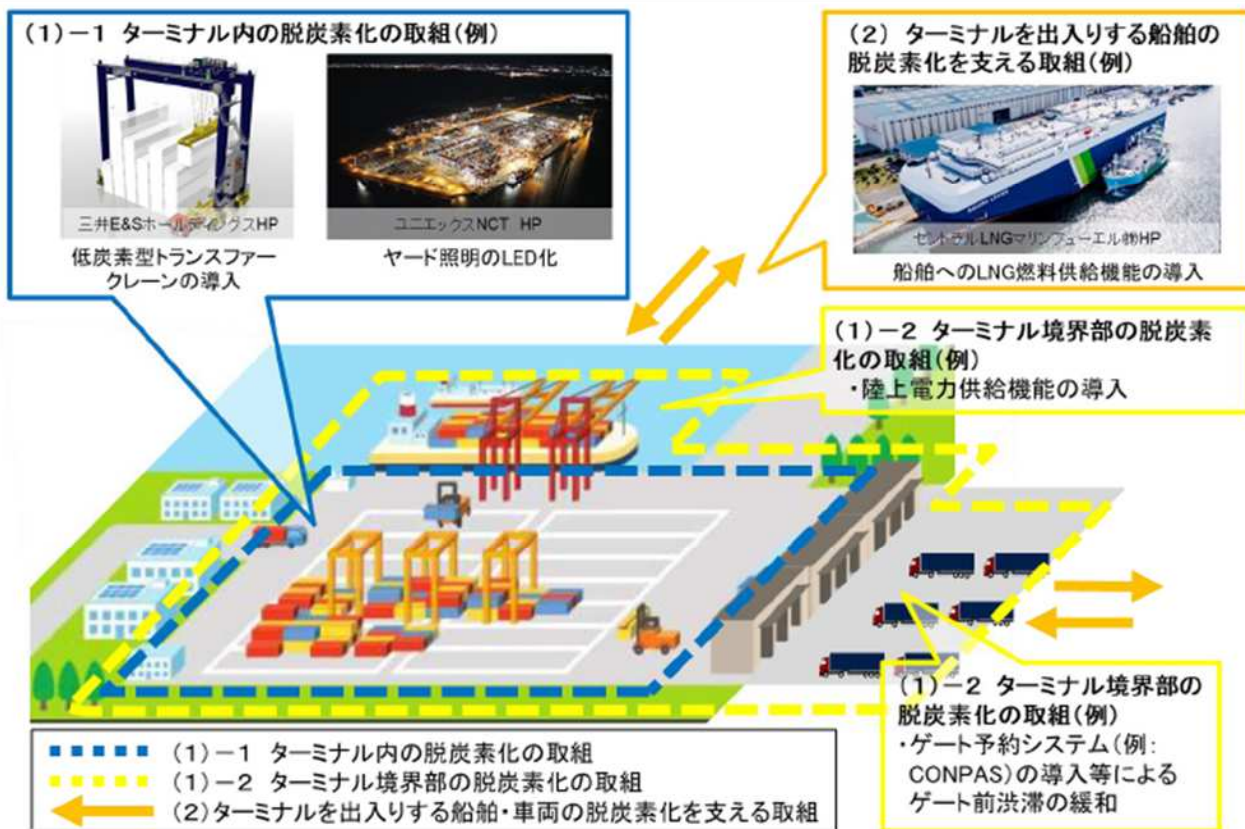 (1)-1 ターミナル内の脱炭素化の取組(例)
三井E&SホールディングスHP
低炭素型トランスファー
クレーンの導入
ユニエックスNCT HP
ヤード照明のLED化
(2) ターミナルを出入りする船舶の
脱炭素化を支える取組(例)
セントラルLNGマリンフューエル㈱HP
船舶へのLNG燃料供給機能の導入
(1)-2 ターミナル境界部の脱炭素
化の取組(例)
・陸上電力供給機能の導入
(1)-2 ターミナル境界部の
脱炭素化の取組(例)
・ゲート予約システム(例:
CONPAS)の導入等による
ゲート前渋滞の緩和
(1)-1 ターミナル内の脱炭素化の取組
(1)-2 ターミナル境界部の脱炭素化の取組
(2)ターミナルを出入りする船舶・車両の脱炭素化を支える取組